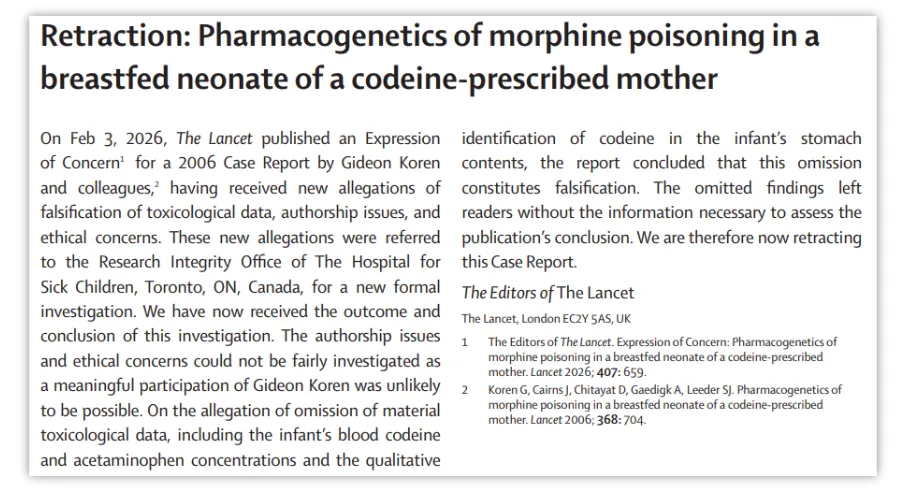 Retraction: Pharmacogenetics of morphine poisoning in a
breastfed neonate of a codeine-prescribed mother
On Feb 3, 2026, The Lancet published an Expression
of Concern1 for a 2006 Case Report by Gideon Koren
and colleagues,2 having received new allegations of
falsification of toxicological data, authorship issues, and
ethical concerns. These new allegations were referred
to the Research Integrity Office of The Hospital for
Sick Children, Toronto, ON, Canada, for a new formal
investigation. We have now received the outcome and
conclusion of this investigation. The authorship issues
and ethical concerns could not be fairly investigated as
a meaningful participation of Gideon Koren was unlikely
to be possible. On the allegation of omission of material
toxicological data, including the infant's blood codeine
and acetaminophen concentrations and the qualitative
identification of codeine in the infant's stomach
contents, the report concluded that this omission
constitutes falsification. The omitted findings left
readers without the information necessary to assess the
publication's conclusion. We are therefore now retracting
this Case Report.
The Editors of The Lancet
The Lancet, London EC2Y 5AS, UK
1 The Editors of The Lancet. Expression of Concern: Pharmacogenetics of
morphine poisoning in a breastfed neonate of a codeine-prescribed
mother. Lancet 2026; 407: 659.
2 Koren G, Cairns J, Chitayat D, Gaedigk A, Leeder SJ. Pharmacogenetics of
morphine poisoning in a breastfed neonate of a codeine-prescribed
mother. Lancet 2006; 368: 704.